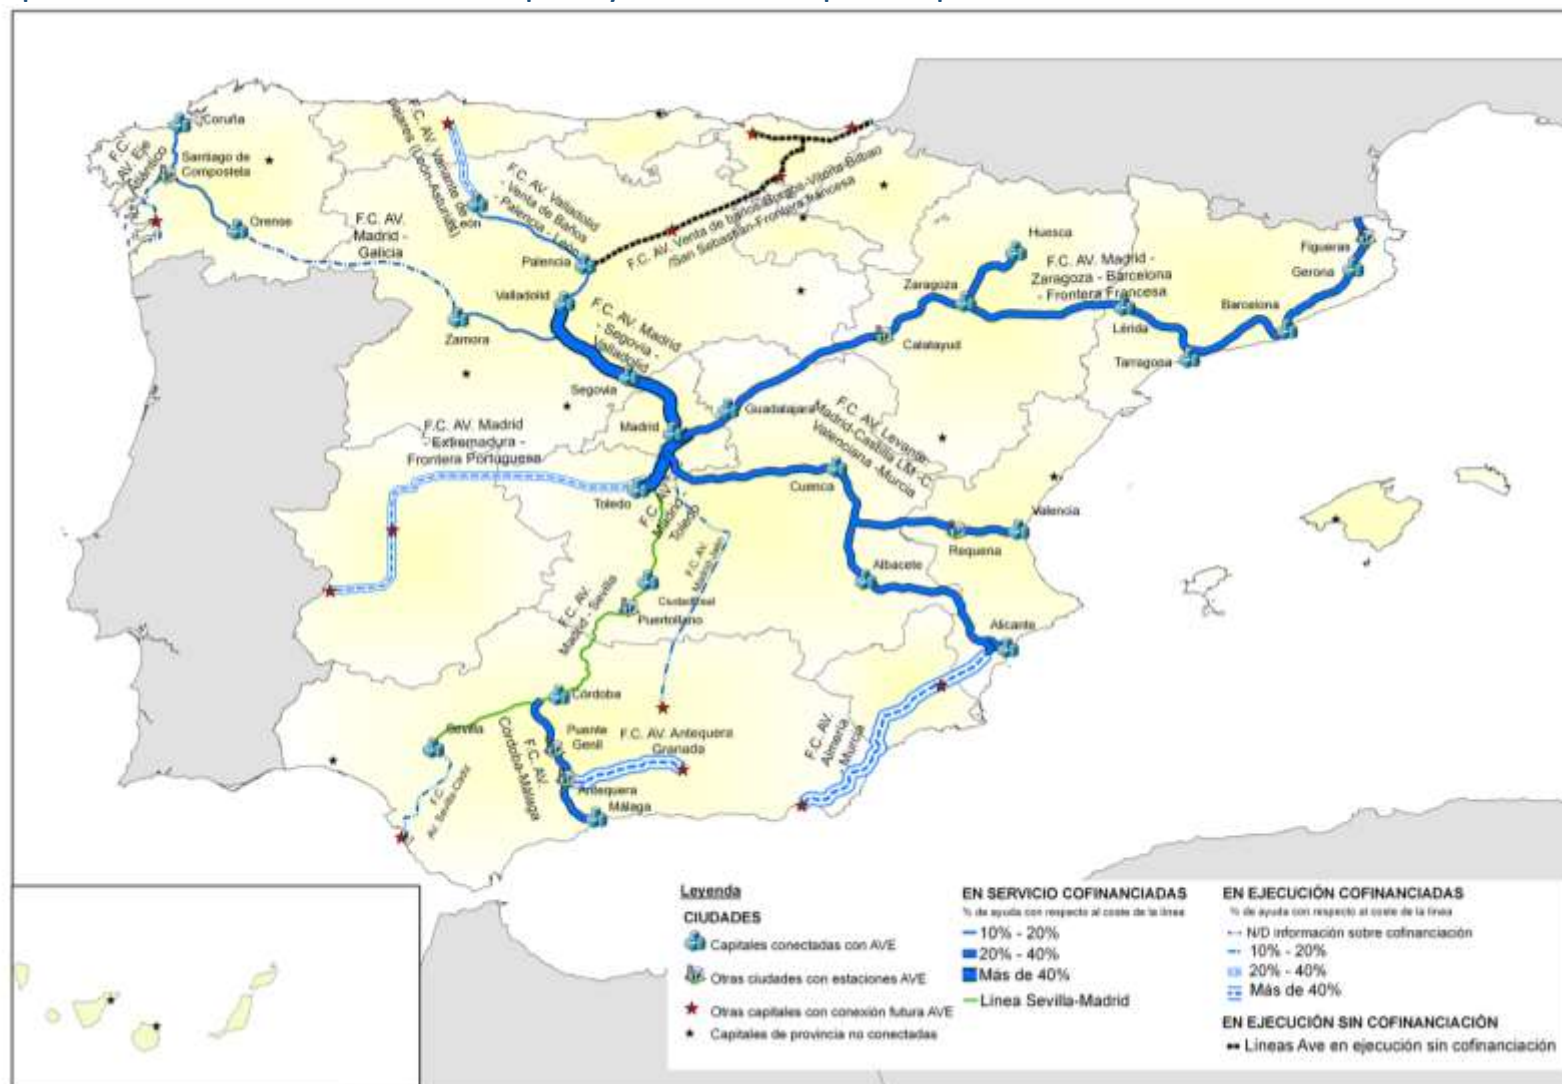 Coruña
Santiago de
Compostela
F.C.
AV. Eje
Atlántico
Orense
F.C. AV.
Madrid -
Galicia
F.C. AV. Variante de
pajares (León-Asturias)
León
F.C. AV. Valladolid
- Venta de Baños
- Palencia - León
Palencia
F.C. AV. Venta de baños-Burgos-Vitoria-Bilbao
/San Sebastián-Frontera francesa
Valladolid
Zamora
F.C. AV. Madrid
- Segovia -
Valladolid
Segovia
Madrid
Guadalajara
Huesca
Zaragoza
Calatayud
F.C. AV. Madrid -
Zaragoza - Barcelona
- Frontera Francesa
Lérida
Tarragona
Barcelona
Gerona
Figueras
F.C. AV. Madrid
- Extremadura -
Frontera Portuguesa
Toledo
F.C. AV.
Madrid -
Toledo
F.C. AV. Levante
Madrid-Castilla LM -C.
Valenciana -Murcia
Cuenca
Valencia
Requena
Albacete
Alicante
F.C. AV.
Madrid-Jaén
F.C. AV.
Madrid - Sevilla
Ciudad Real
Puertollano
Córdoba
Sevilla
Puente
Genil
F.C. AV.
Córdoba-Málaga
F.C. AV. Antequera
Granada
Antequera
Málaga
F.C.
Av. Sevilla-Cádiz
F.C. AV.
Almería
Murcia
Leyenda
CIUDADES
Capitales conectadas con AVE
Otras ciudades con estaciones AVE
Otras capitales con conexión futura AVE
Capitales de provincia no conectadas
EN SERVICIO COFINANCIADAS
% de ayuda con respecto al coste de la línea
10% - 20%
20% - 40%
Más de 40%
Línea Sevilla-Madrid
EN EJECUCIÓN COFINANCIADAS
% de ayuda con respecto al coste de la línea
N/D información sobre cofinanciación
10% - 20%
20% - 40%
Más de 40%
EN EJECUCIÓN SIN COFINANCIACIÓN
Líneas Ave en ejecución sin cofinanciación